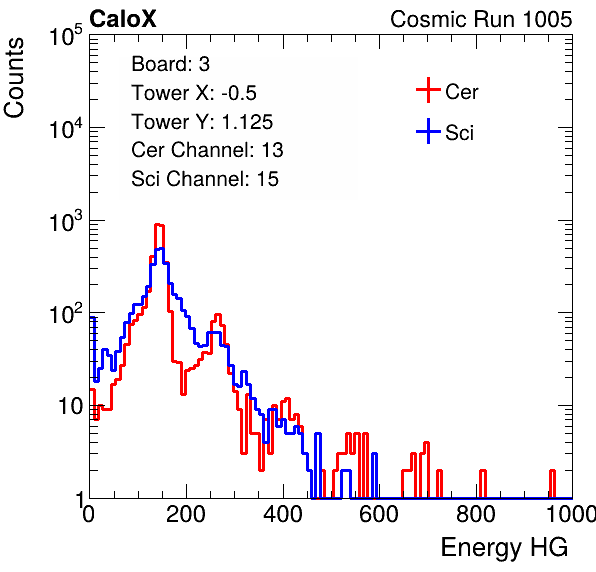 CaloX Cosmic Run 1005
Counts
10^5
10^4
10^3
10^2
10
1
Board: 3
Tower X: -0.5
Tower Y: 1.125
Cer Channel: 13
Sci Channel: 15
Cer
Sci
0 200 400 600 800 1000
Energy HG